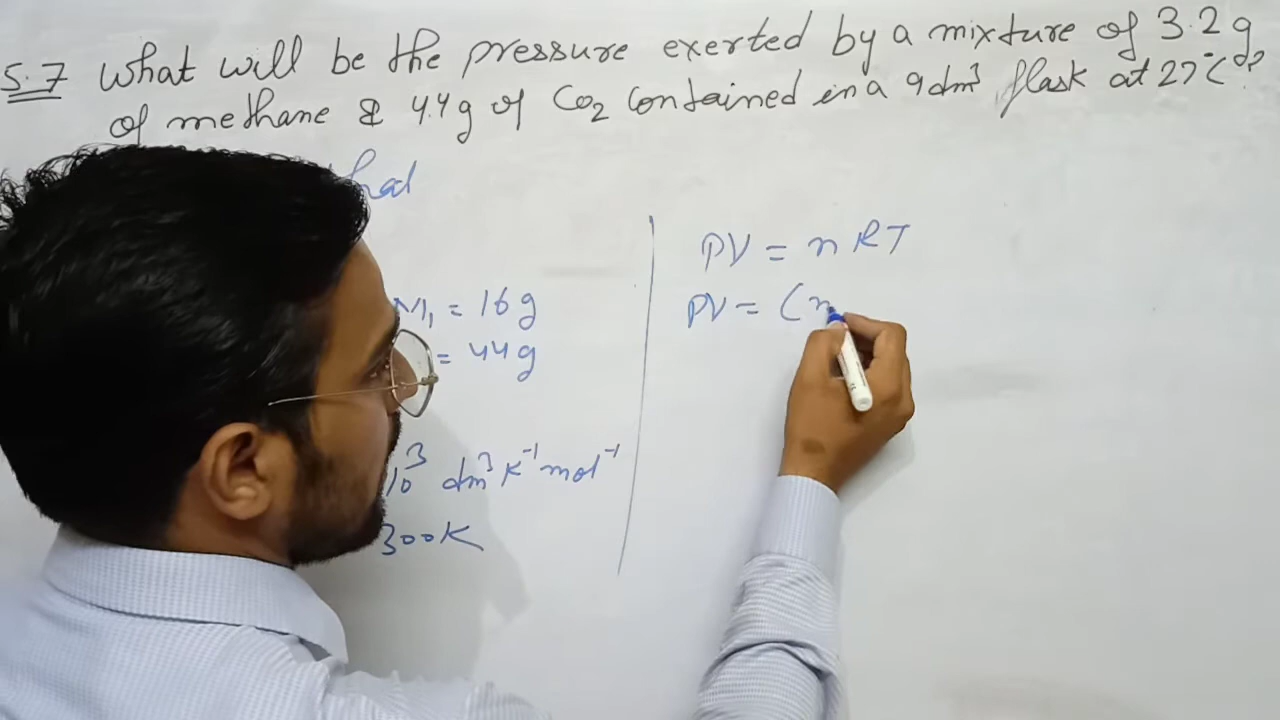 5.7 What will be the pressure exerted by a mixture of 3.2g
of methane & 4.4g of CO2 contained in a 9dm³ flask at 27°C?
PV = nRT
M₁ = 16g
PV = (n
= 44g
10³ dm³ K⁻¹ mol⁻¹
300K